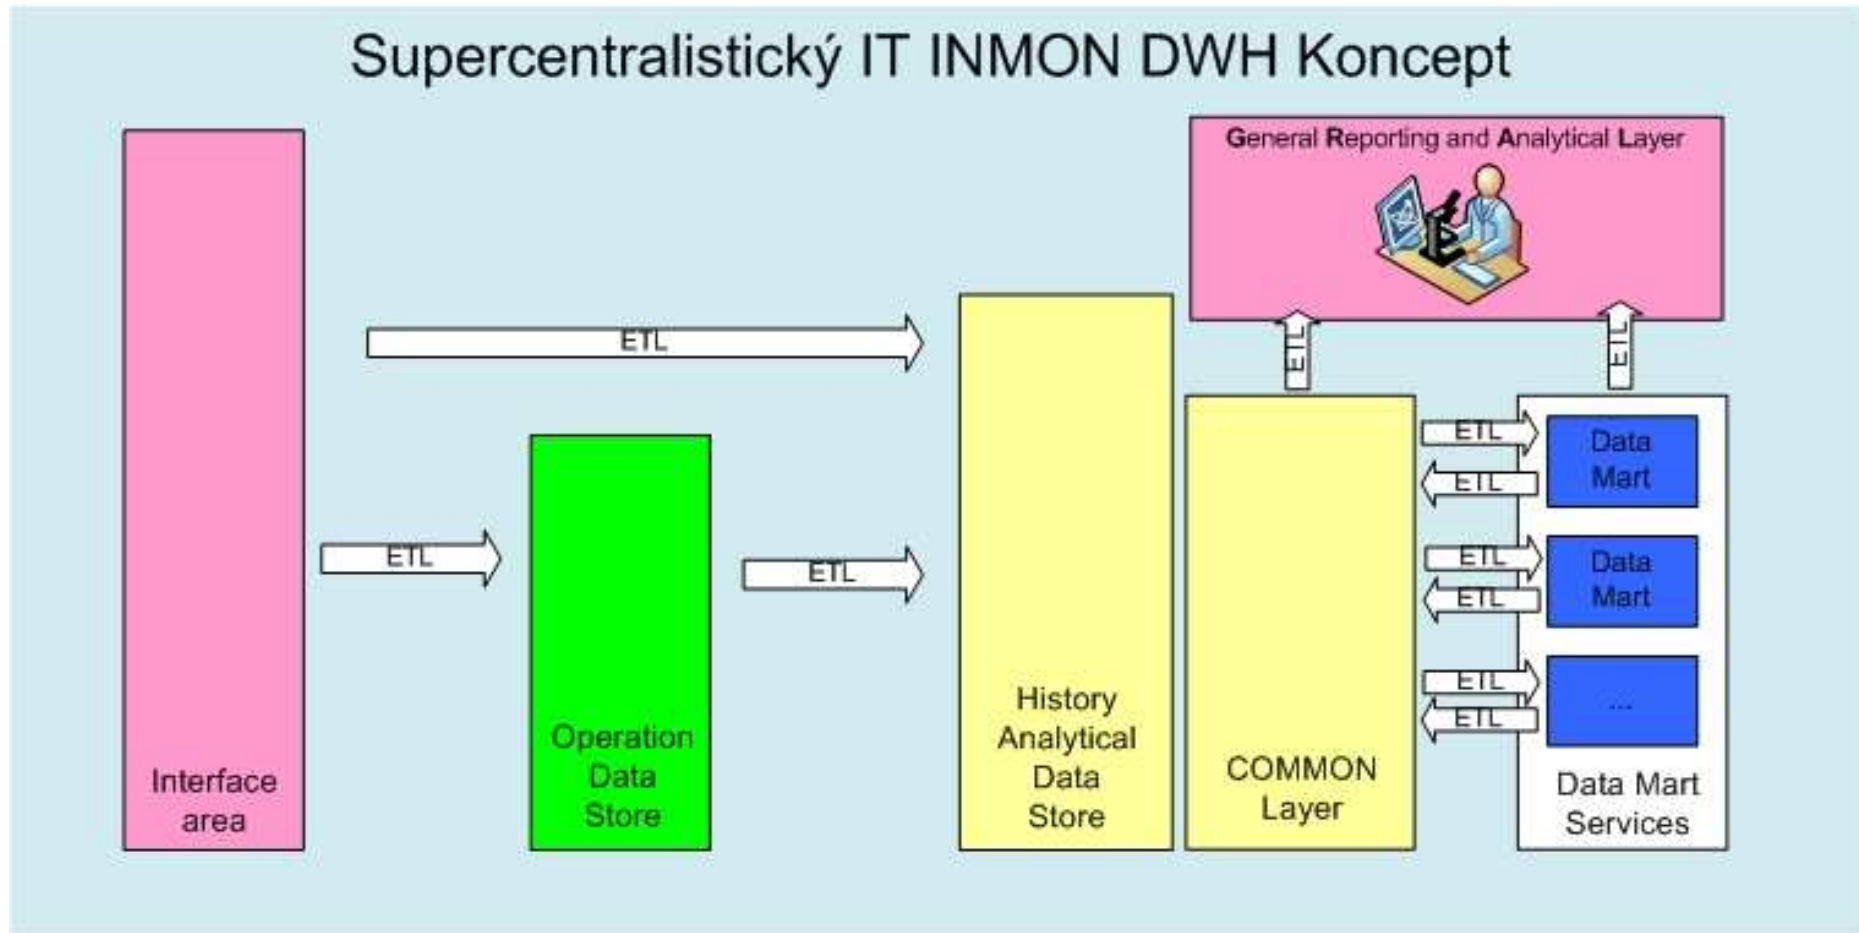 Supercentralistický IT INMON DWH Koncept
General Reporting and Analytical Layer
ETL
ETL
ETL
ETL
ETL
ETL
Data
Mart
ETL
ETL
Data
Mart
ETL
ETL
...
ETL
ETL
Interface
area
Operation
Data
Store
History
Analytical
Data
Store
COMMON
Layer
Data Mart
Services